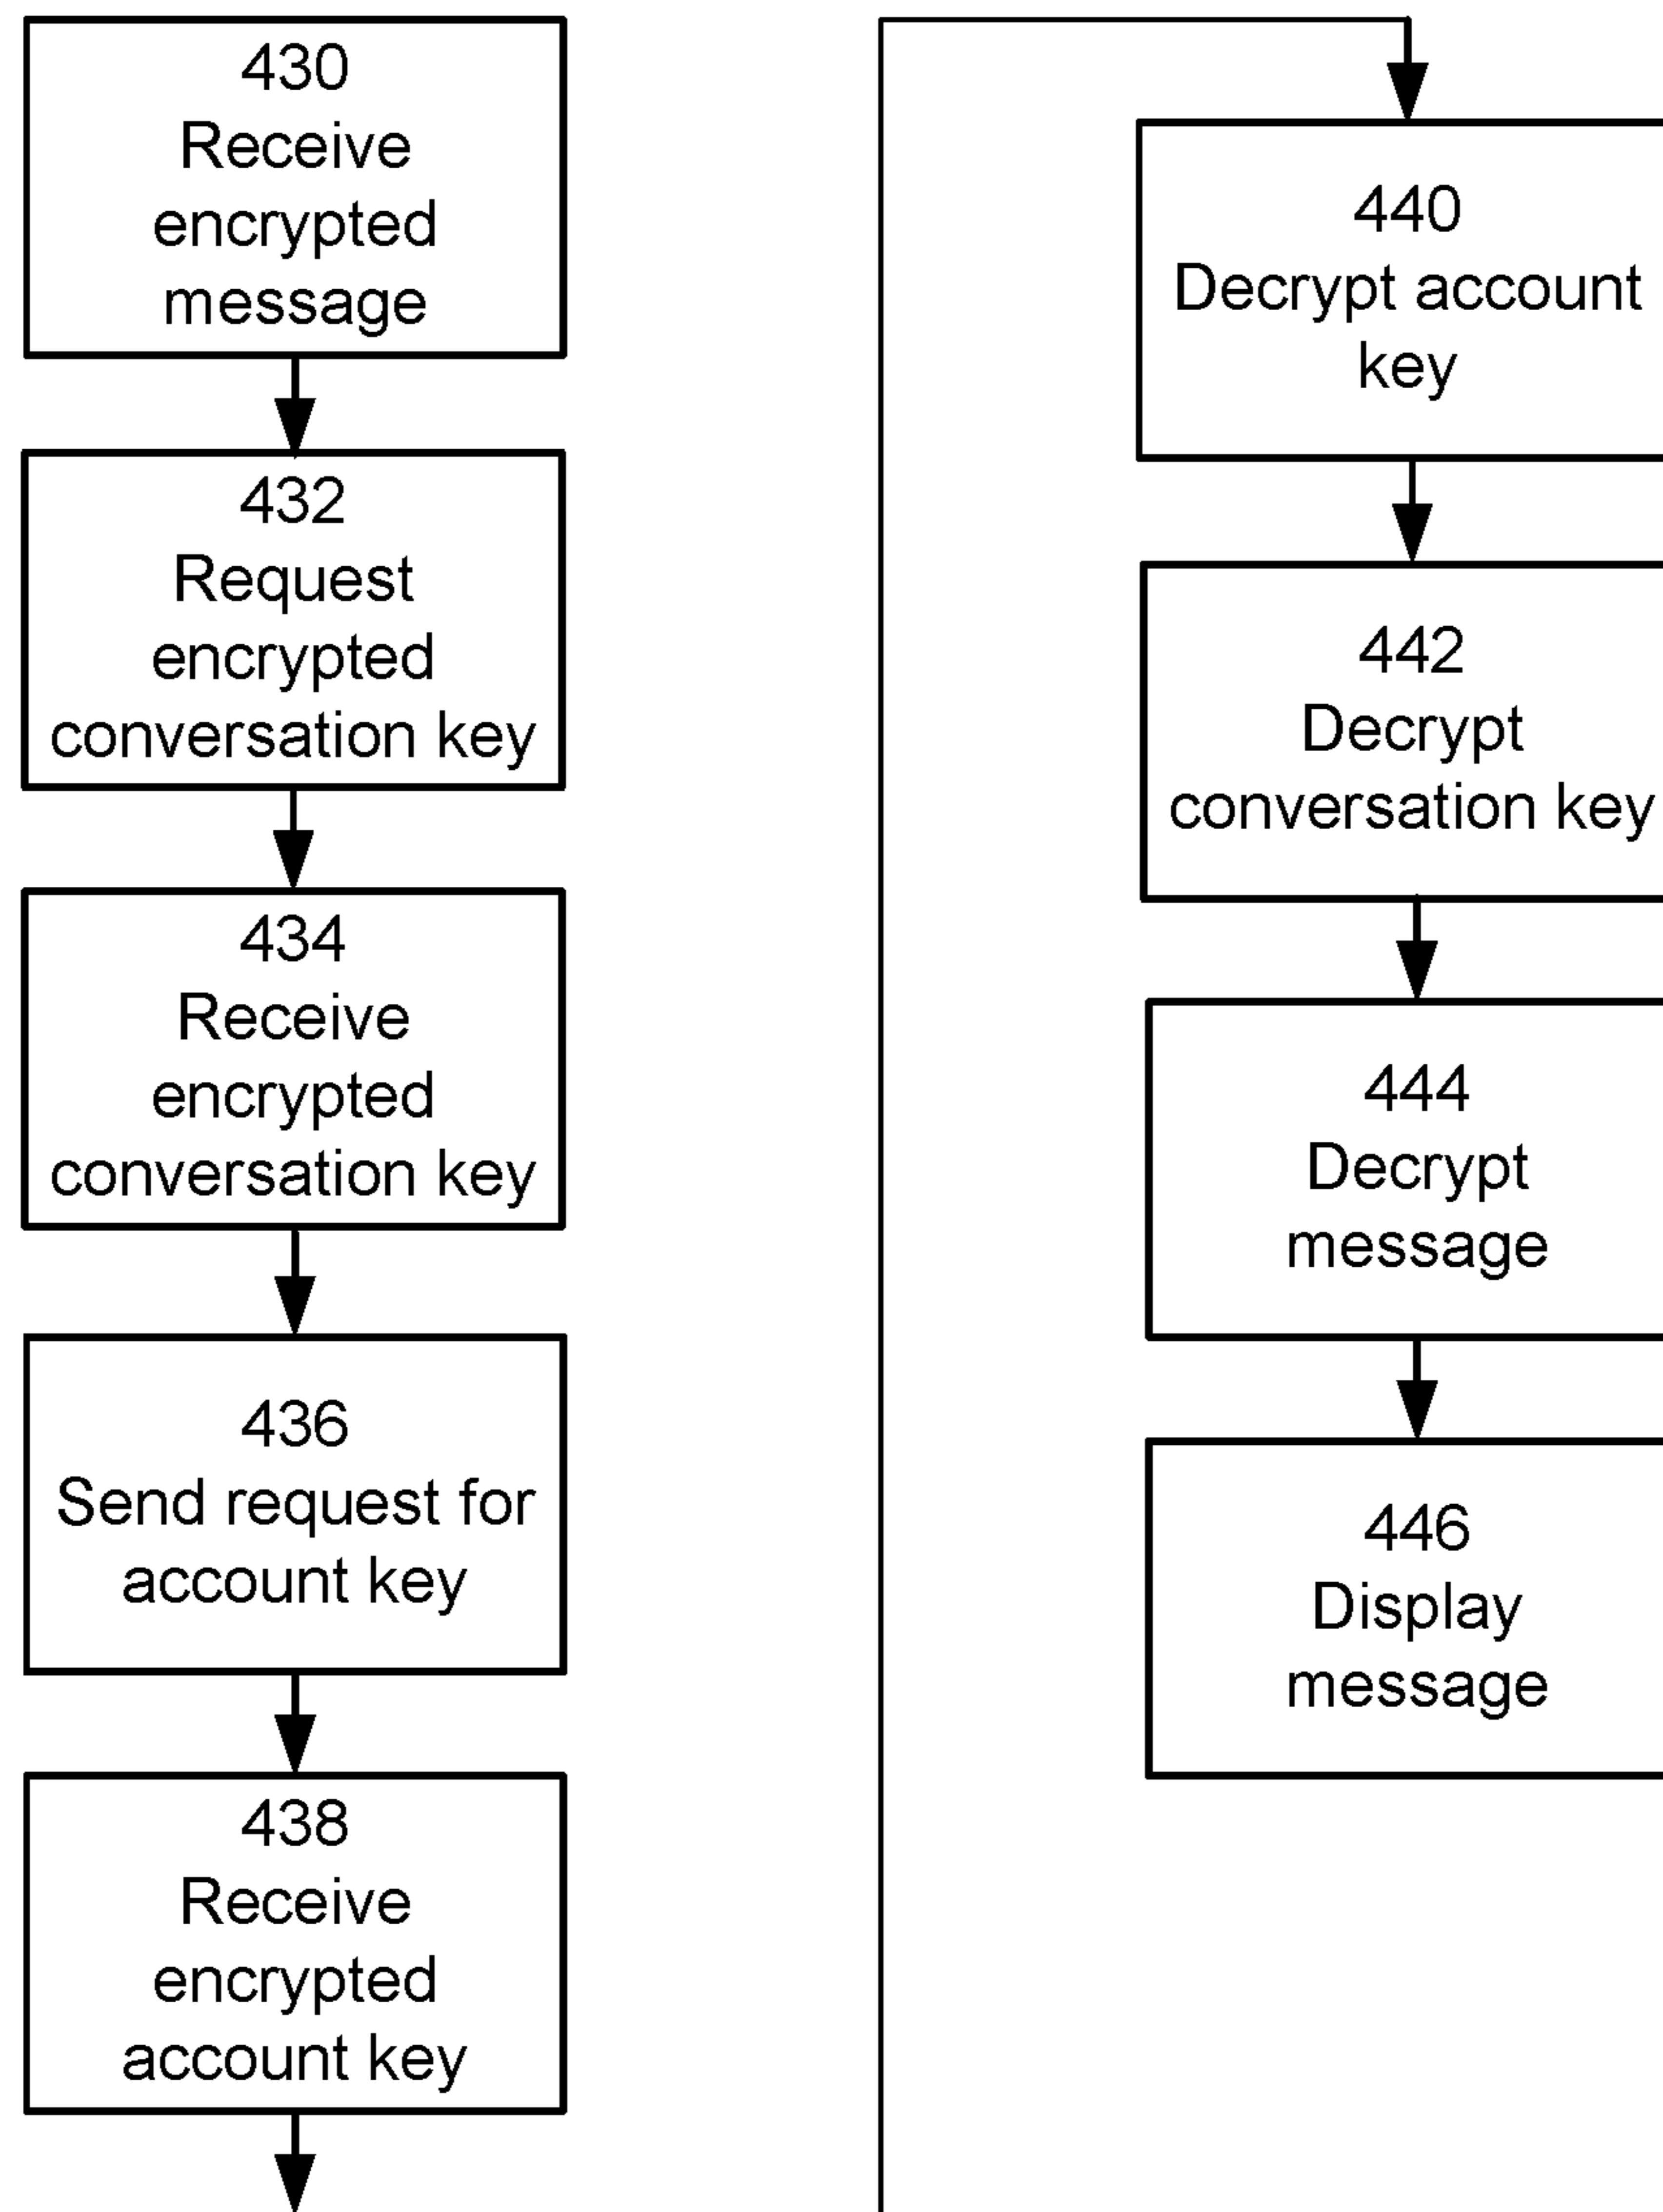 430
Receive
encrypted
message
432
Request
encrypted
conversation key
434
Receive
encrypted
conversation key
436
Send request for
account key
438
Receive
encrypted
account key
440
Decrypt account
key
442
Decrypt
conversation key
444
Decrypt
message
446
Display
message